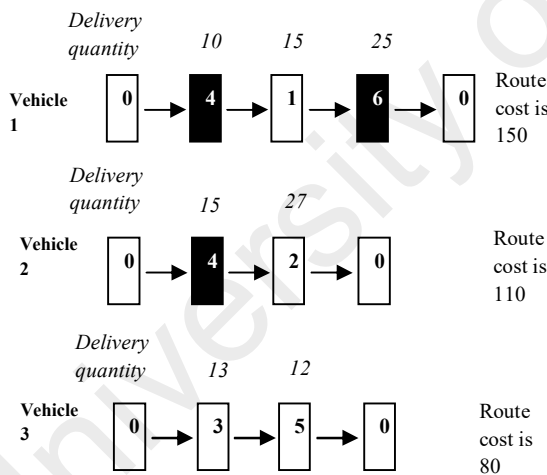 Delivery
quantity 10 15 25
Vehicle
1
0 4 1 6 0
Route
cost is
150
Delivery
quantity 15 27
Vehicle
2
0 4 2 0
Route
cost is
110
Delivery
quantity 13 12
Vehicle
3
0 3 5 0
Route
cost is
80
University o